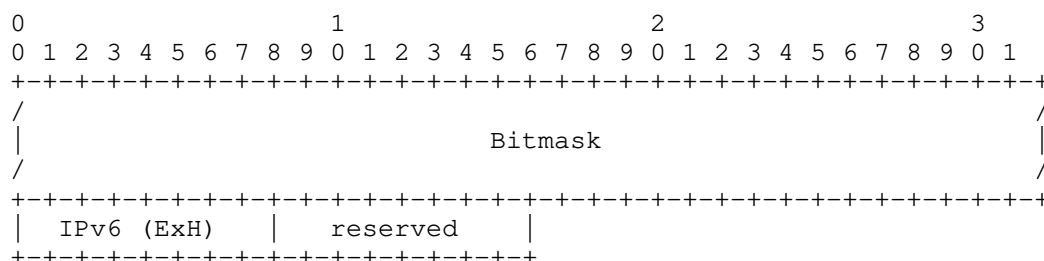 0                   1                   2                   3
0 1 2 3 4 5 6 7 8 9 0 1 2 3 4 5 6 7 8 9 0 1 2 3 4 5 6 7 8 9 0 1
+-+-+-+-+-+-+-+-+-+-+-+-+-+-+-+-+-+-+-+-+-+-+-+-+-+-+-+-+-+-+-+-+
/                                                               /
|                            Bitmask                            |
/                                                               /
+-+-+-+-+-+-+-+-+-+-+-+-+-+-+-+-+-+-+-+-+-+-+-+-+-+-+-+-+-+-+-+-+
|  IPv6 (ExH)   |   reserved    |
+-+-+-+-+-+-+-+-+-+-+-+-+-+-+-+-+